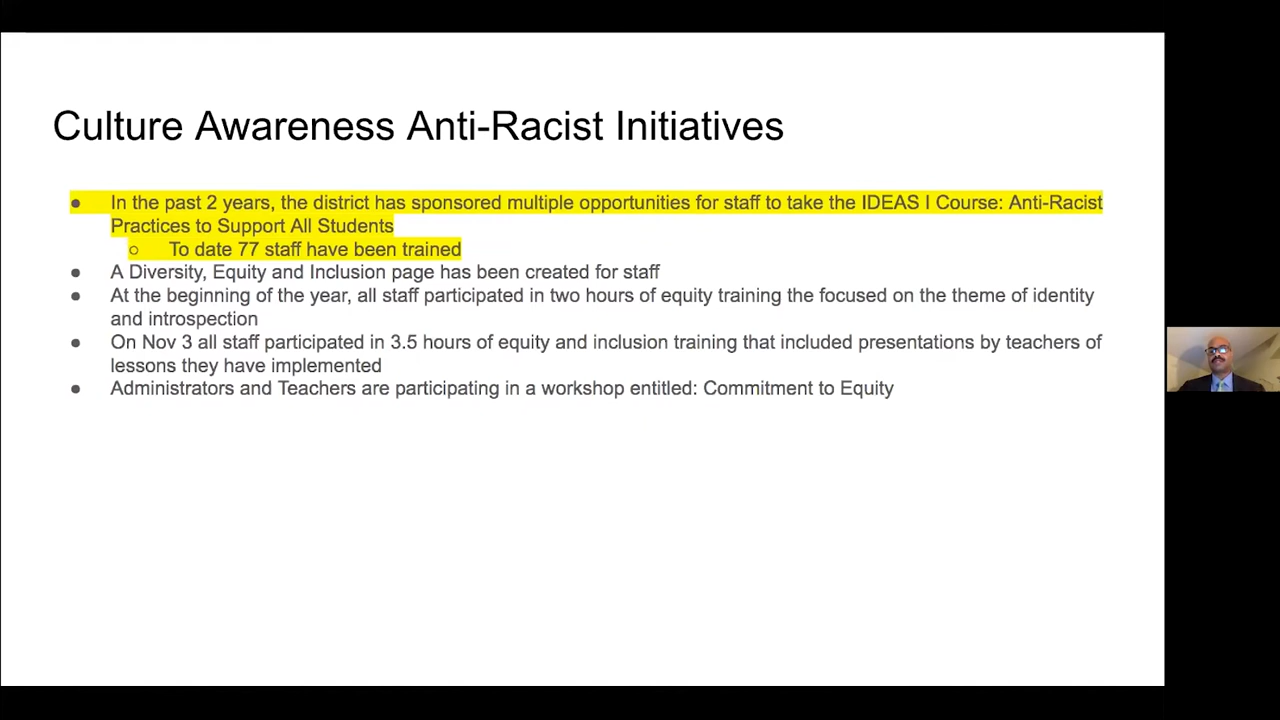 Culture Awareness Anti-Racist Initiatives
● In the past 2 years, the district has sponsored multiple opportunities for staff to take the IDEAS I Course: Anti-Racist
Practices to Support All Students
○ To date 77 staff have been trained
● A Diversity, Equity and Inclusion page has been created for staff
● At the beginning of the year, all staff participated in two hours of equity training the focused on the theme of identity
and introspection
● On Nov 3 all staff participated in 3.5 hours of equity and inclusion training that included presentations by teachers of
lessons they have implemented
● Administrators and Teachers are participating in a workshop entitled: Commitment to Equity